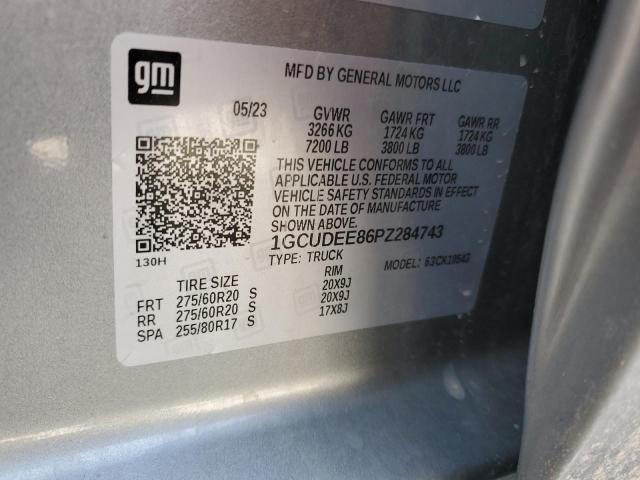 gm
MFD BY GENERAL MOTORS LLC
05/23 GVWR GAWR FRT GAWR RR
3266 KG 1724 KG 1724 KG
7200 LB 3800 LB 3800 LB
THIS VEHICLE CONFORMS TO ALL
APPLICABLE U.S. FEDERAL MOTOR
VEHICLE SAFETY STANDARDS IN EFFECT
ON THE DATE OF MANUFACTURE
SHOWN ABOVE.
1GCUDEE86PZ284743
130H TYPE: TRUCK MODEL:
TIRE SIZE RIM
FRT 275/60R20 S 20X9J
RR 275/60R20 S 20X9J
SPA 255/80R17 S 17X8J